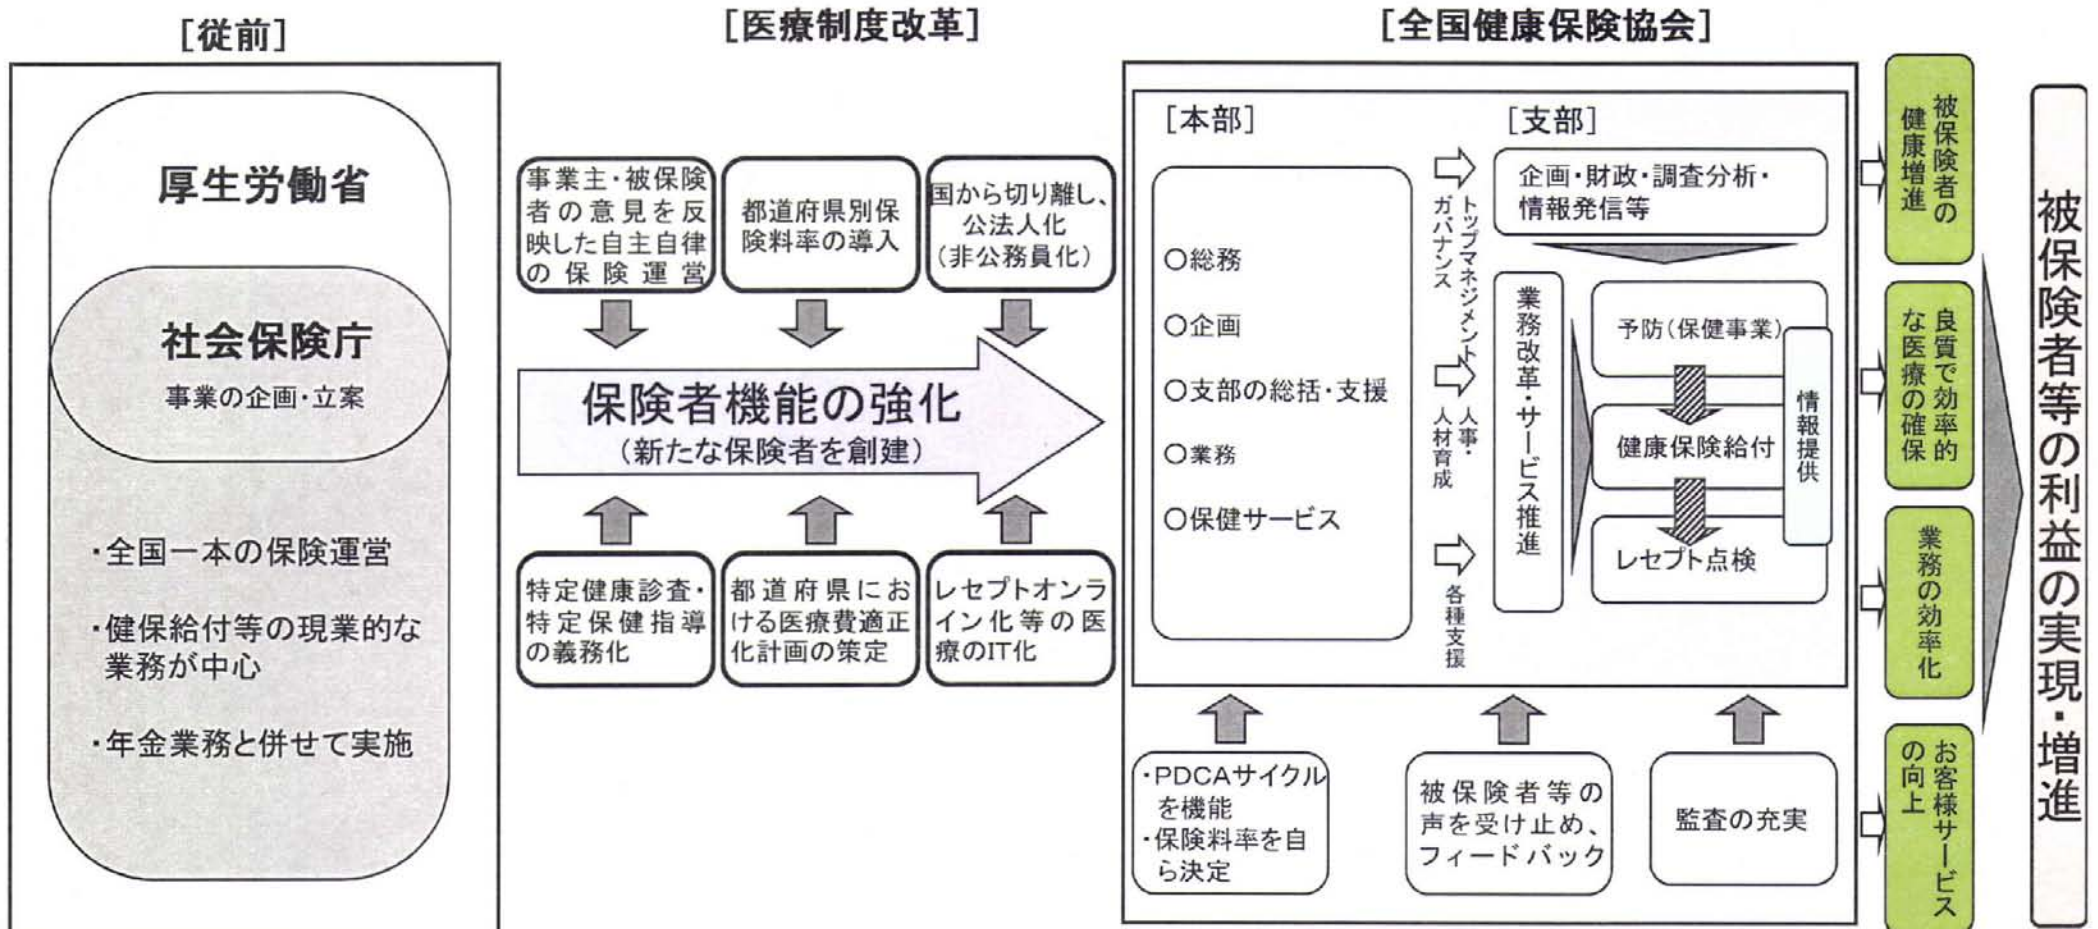 [従前]
厚生労働省
社会保険庁
事業の企画・立案
・全国一本の保険運営
・健保給付等の現業的な
業務が中心
・年金業務と併せて実施
[医療制度改革]
事業主・被保険
者の意見を反
映した自主自律
の保険運営
都道府県別保
険料率の導入
国から切り離し、
公法人化
(非公務員化)
保険者機能の強化
(新たな保険者を創建)
特定健康診査・
特定保健指導
の義務化
都道府県にお
ける医療費適正
化計画の策定
レセプトオンラ
イン化等の医
療のIT化
[全国健康保険協会]
[本部]
○総務
○企画
○支部の総括・支援
○業務
○保健サービス
トップマネジメント
ガバナンス
人事・
人材育成
各種支援
[支部]
企画・財政・調査分析・
情報発信等
業務改革・サービス推進
予防(保健事業)
健康保険給付
レセプト点検
情報提供
・PDCAサイクル
を機能
・保険料率を自
ら決定
被保険者等の
声を受け止め、
フィードバック
監査の充実
被保険者の
健康増進
良質で効率的
な医療の確保
業務の効率化
お客様サービス
の向上
被保険者等の利益の実現・増進